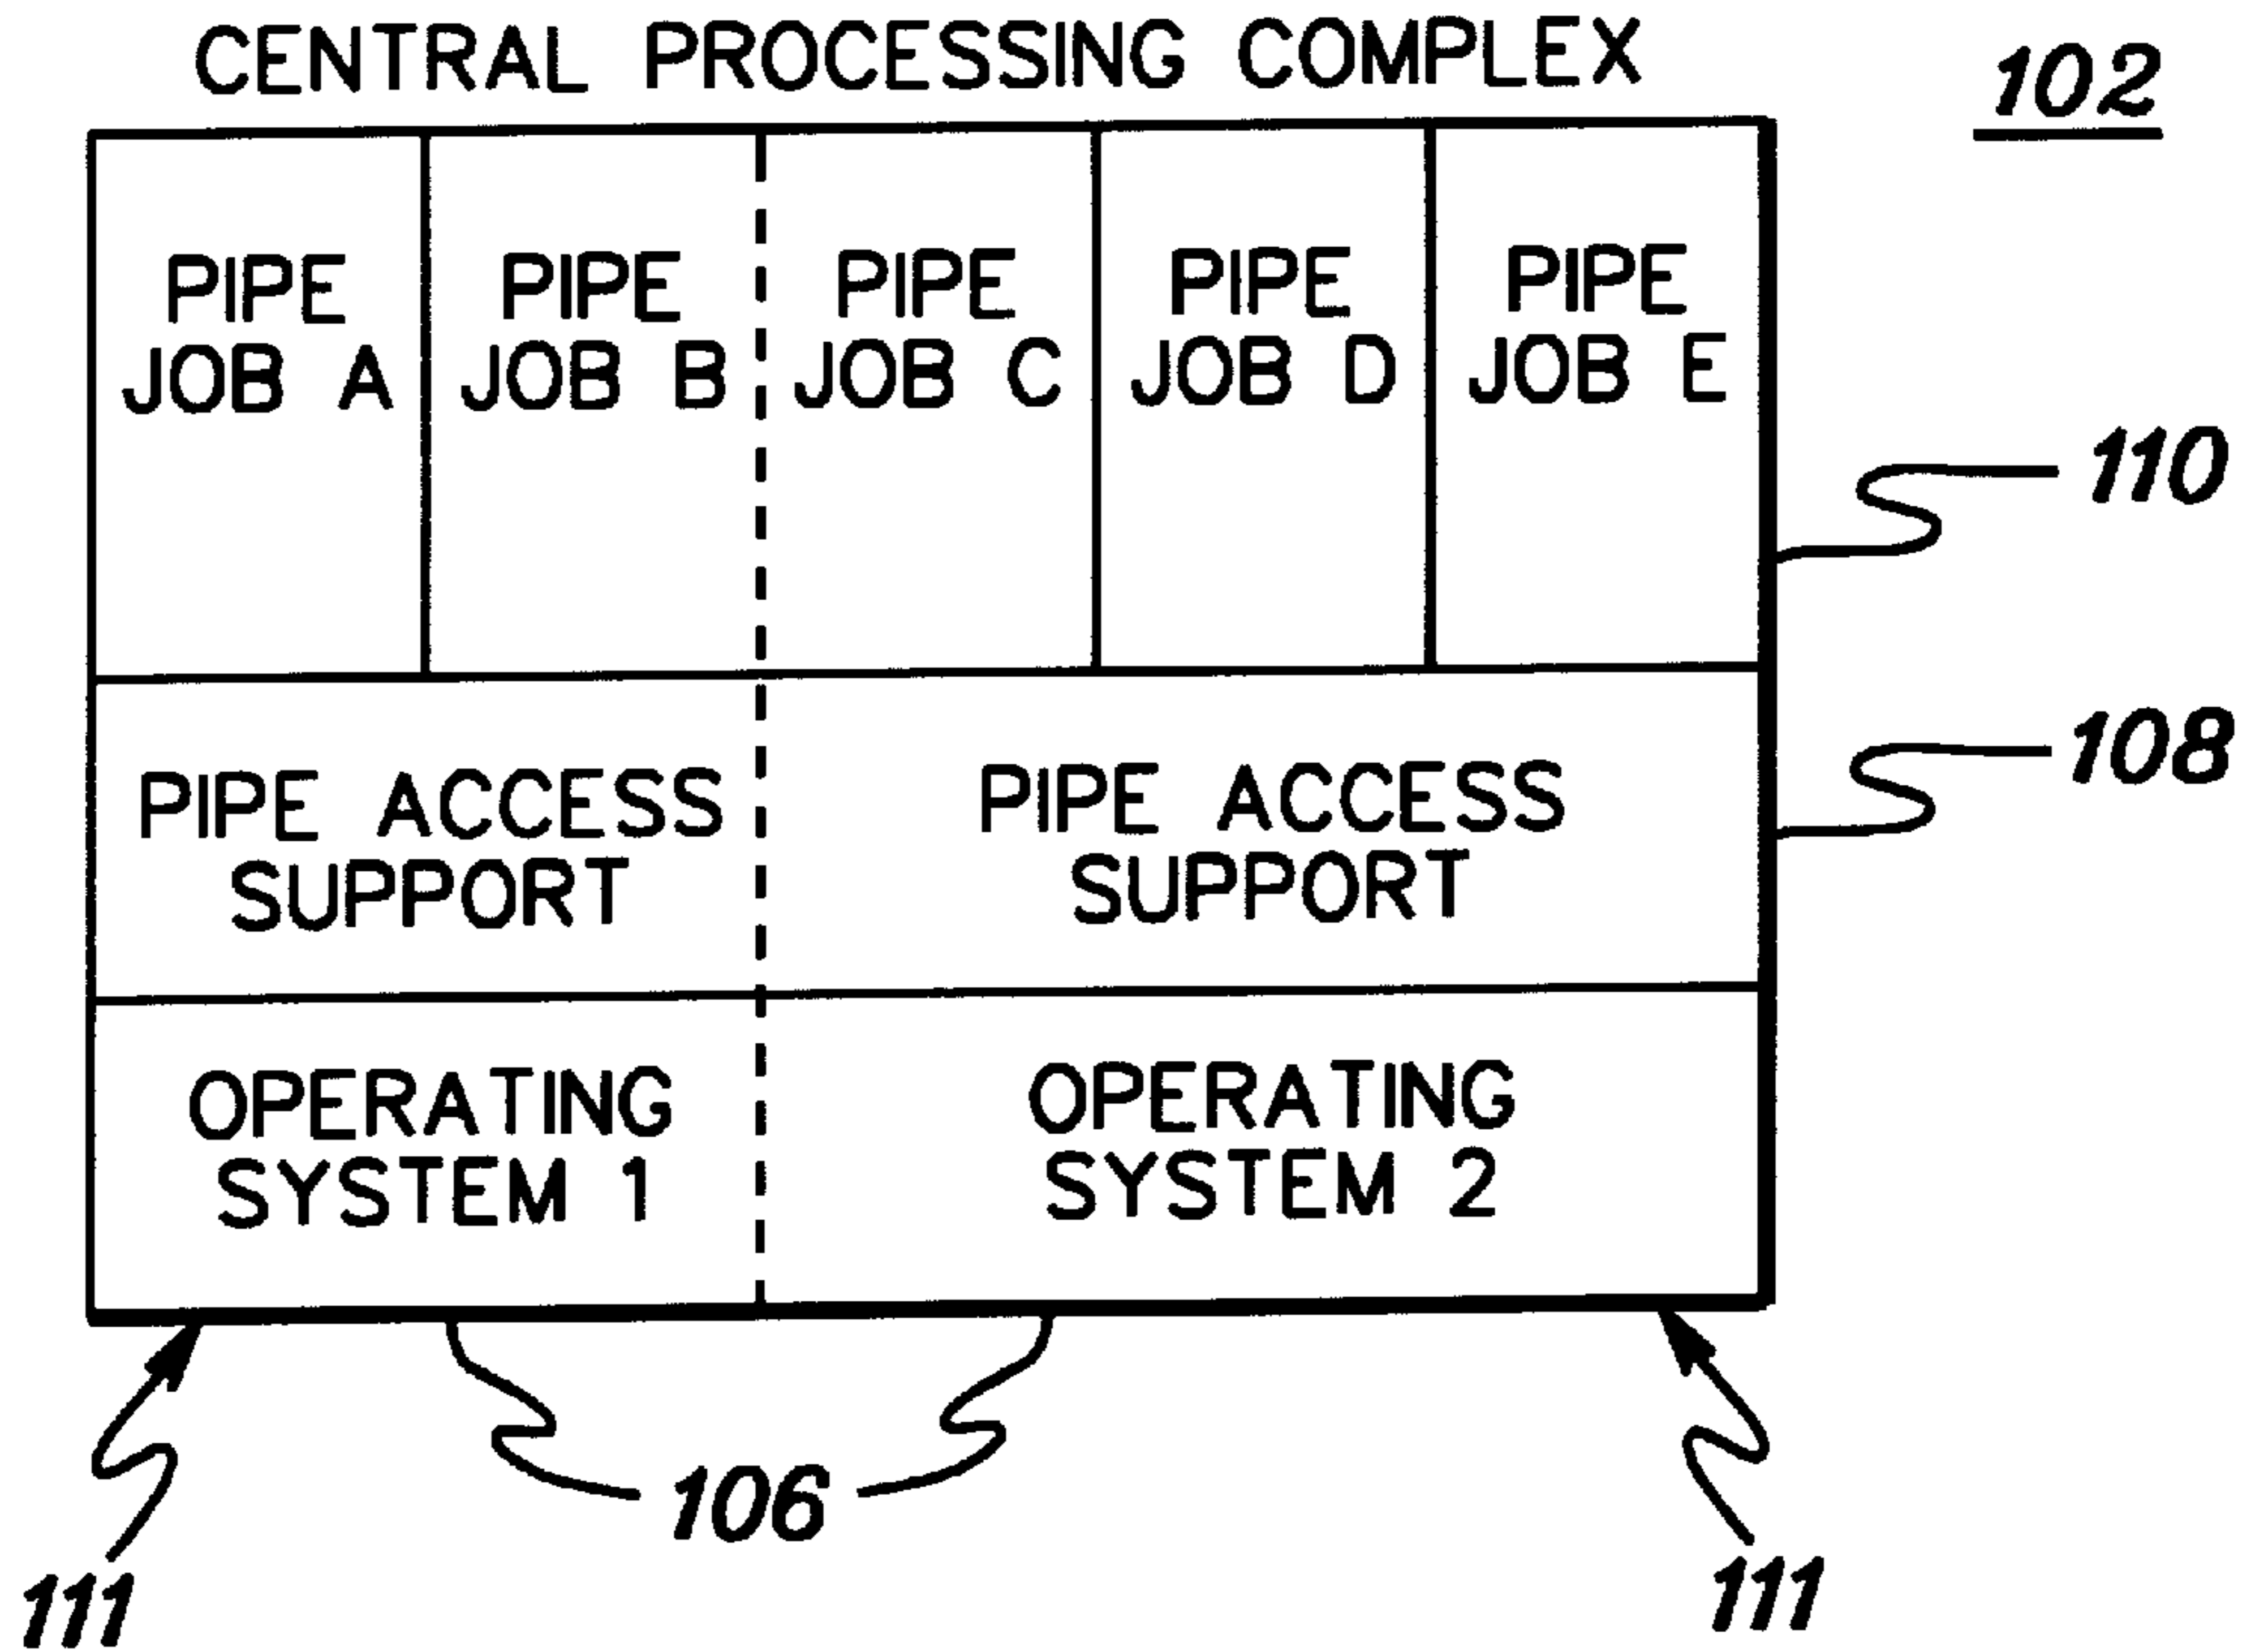 CENTRAL PROCESSING COMPLEX
102
PIPE
JOB A
PIPE
JOB B
PIPE
JOB C
PIPE
JOB D
PIPE
JOB E
110
PIPE ACCESS
SUPPORT
PIPE ACCESS
SUPPORT
108
OPERATING
SYSTEM 1
OPERATING
SYSTEM 2
106
111
111